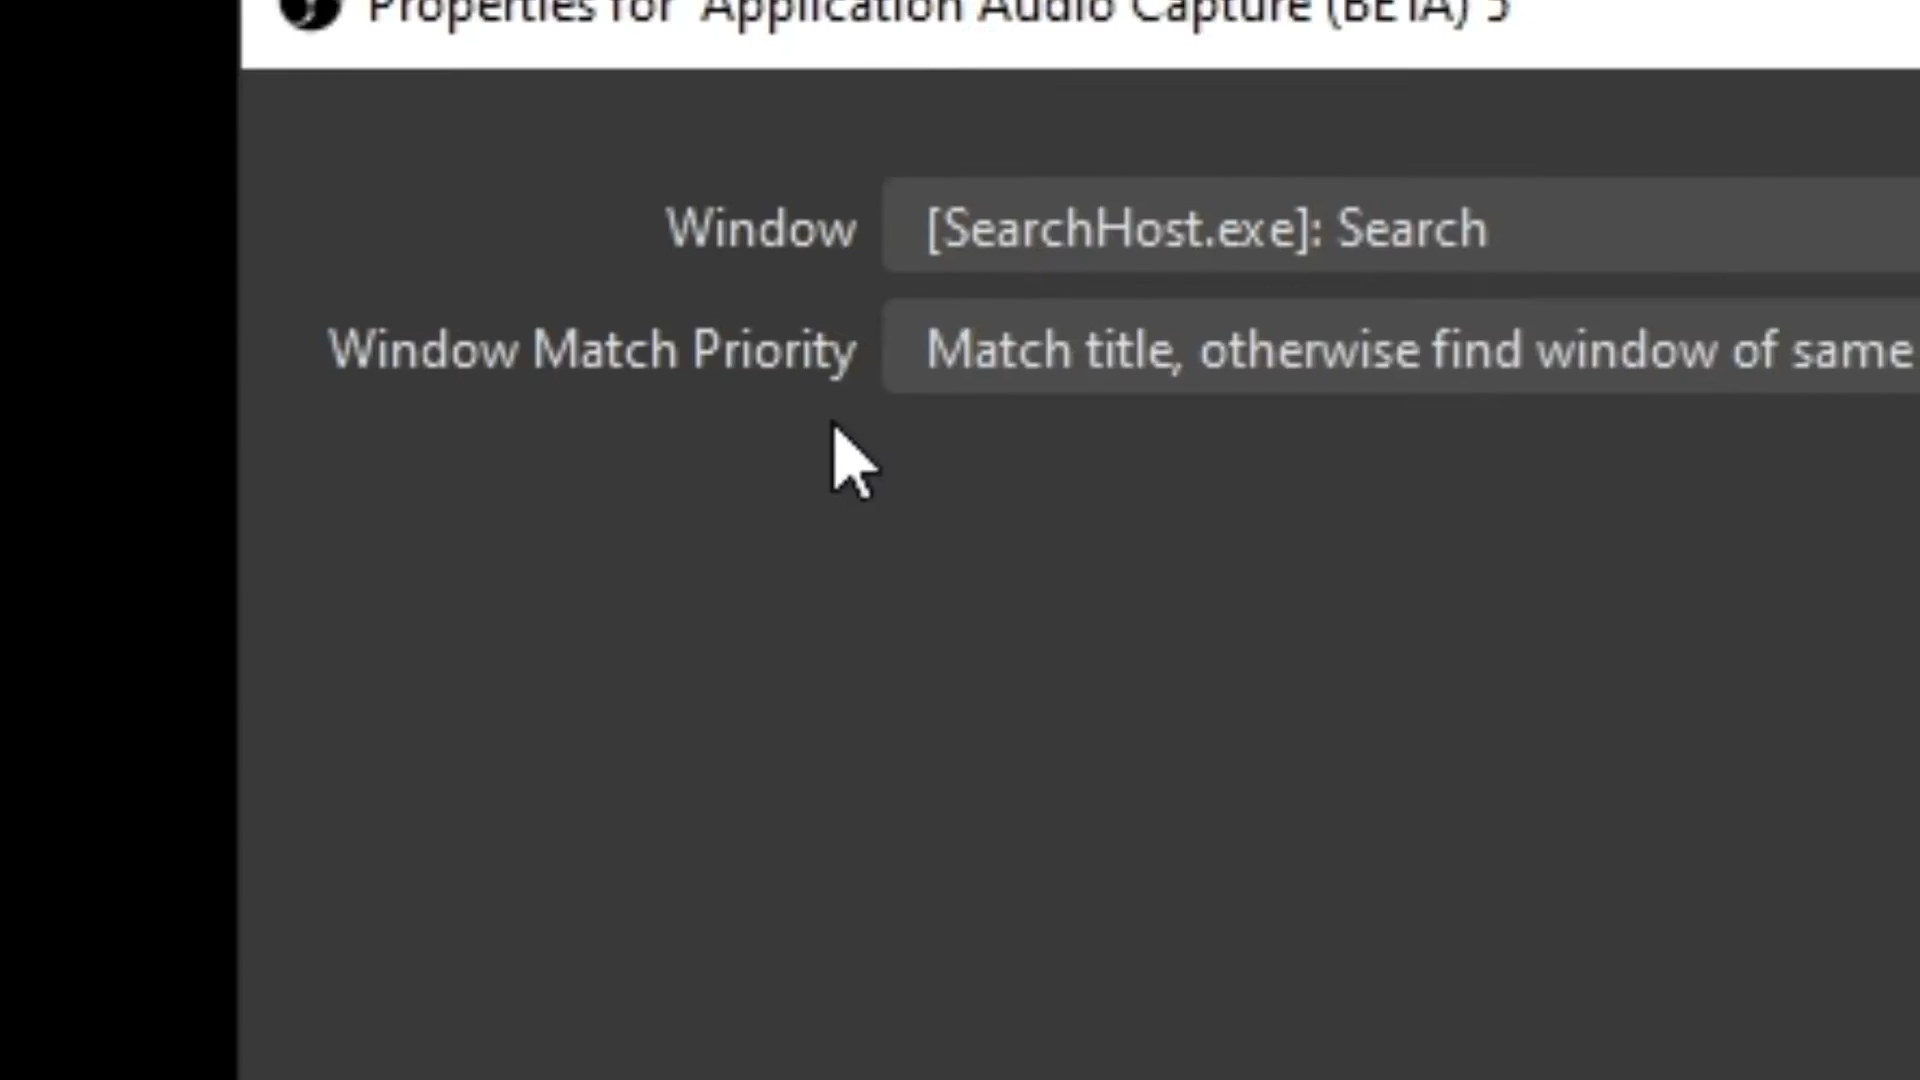 Properties for 'Application Audio Capture (BETA) 5'
Window
[SearchHost.exe]: Search
Window Match Priority
Match title, otherwise find window of same